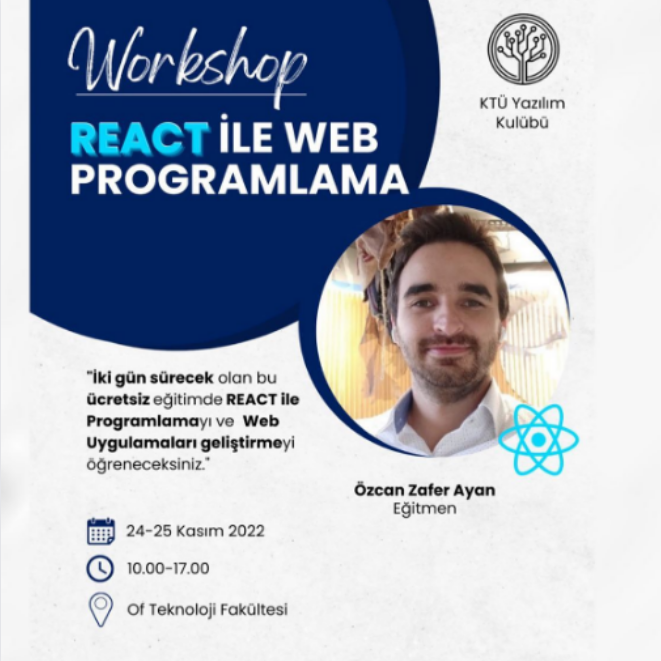 Workshop
KTÜ Yazılım
Kulübü
REACT İLE WEB
PROGRAMLAMA
"İki gün sürecek olan bu
ücretsiz eğitimde REACT ile
Programlamayı ve Web
Uygulamaları geliştirmeyi
öğreneceksiniz."
Özcan Zafer Ayan
Eğitmen
24-25 Kasım 2022
10.00-17.00
Of Teknoloji Fakültesi